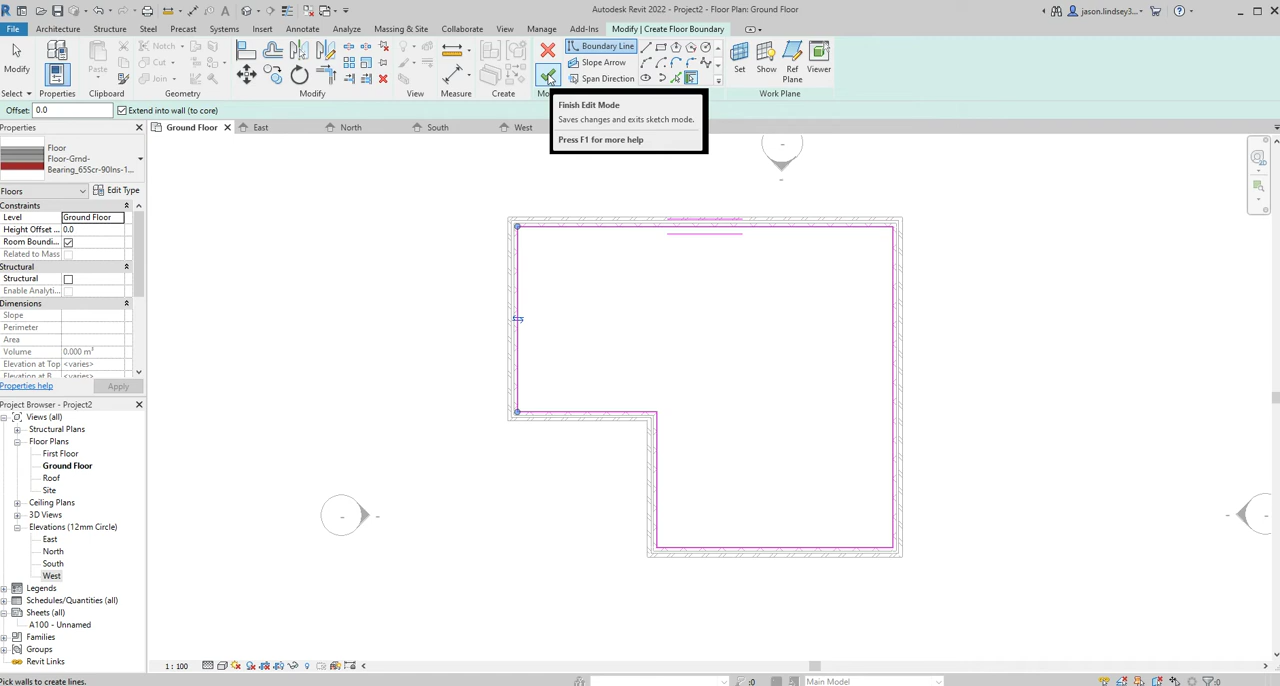 Autodesk Revit 2022 - Project2 - Floor Plan: Ground Floor
jason.lindsey3...
File Architecture Structure Steel Precast Systems Insert Annotate Analyze Massing & Site Collaborate View Manage Add-Ins Modify | Create Floor Boundary
Modify
Select
Properties
Paste
Clipboard
Notch
Cut
Join
Geometry
Modify
View
Measure
Create
Boundary Line
Slope Arrow
Span Direction
Set
Show
Ref
Plane
Viewer
Work Plane
Offset: 0.0
Extend into wall (to core)
Finish Edit Mode
Saves changes and exits sketch mode.
Press F1 for more help
Properties
Ground Floor
East
North
South
West
Floor
Floor-Grnd-
Bearing_65Scr-90Ins-1...
Floors
Edit Type
Constraints
Level Ground Floor
Height Offset ... 0.0
Room Boundi...
Related to Mass
Structural
Structural
Enable Analyti...
Dimensions
Slope
Perimeter
Area
Volume 0.000 m³
Elevation at Top <varies>
Elevation at B... <varies>
Properties help
Apply
Project Browser - Project2
Views (all)
Structural Plans
Floor Plans
First Floor
Ground Floor
Roof
Site
Ceiling Plans
3D Views
Elevations (12mm Circle)
East
North
South
West
Legends
Schedules/Quantities (all)
Sheets (all)
A100 - Unnamed
Families
Groups
Revit Links
1 : 100
Pick walls to create lines.
:0
Main Model
:0